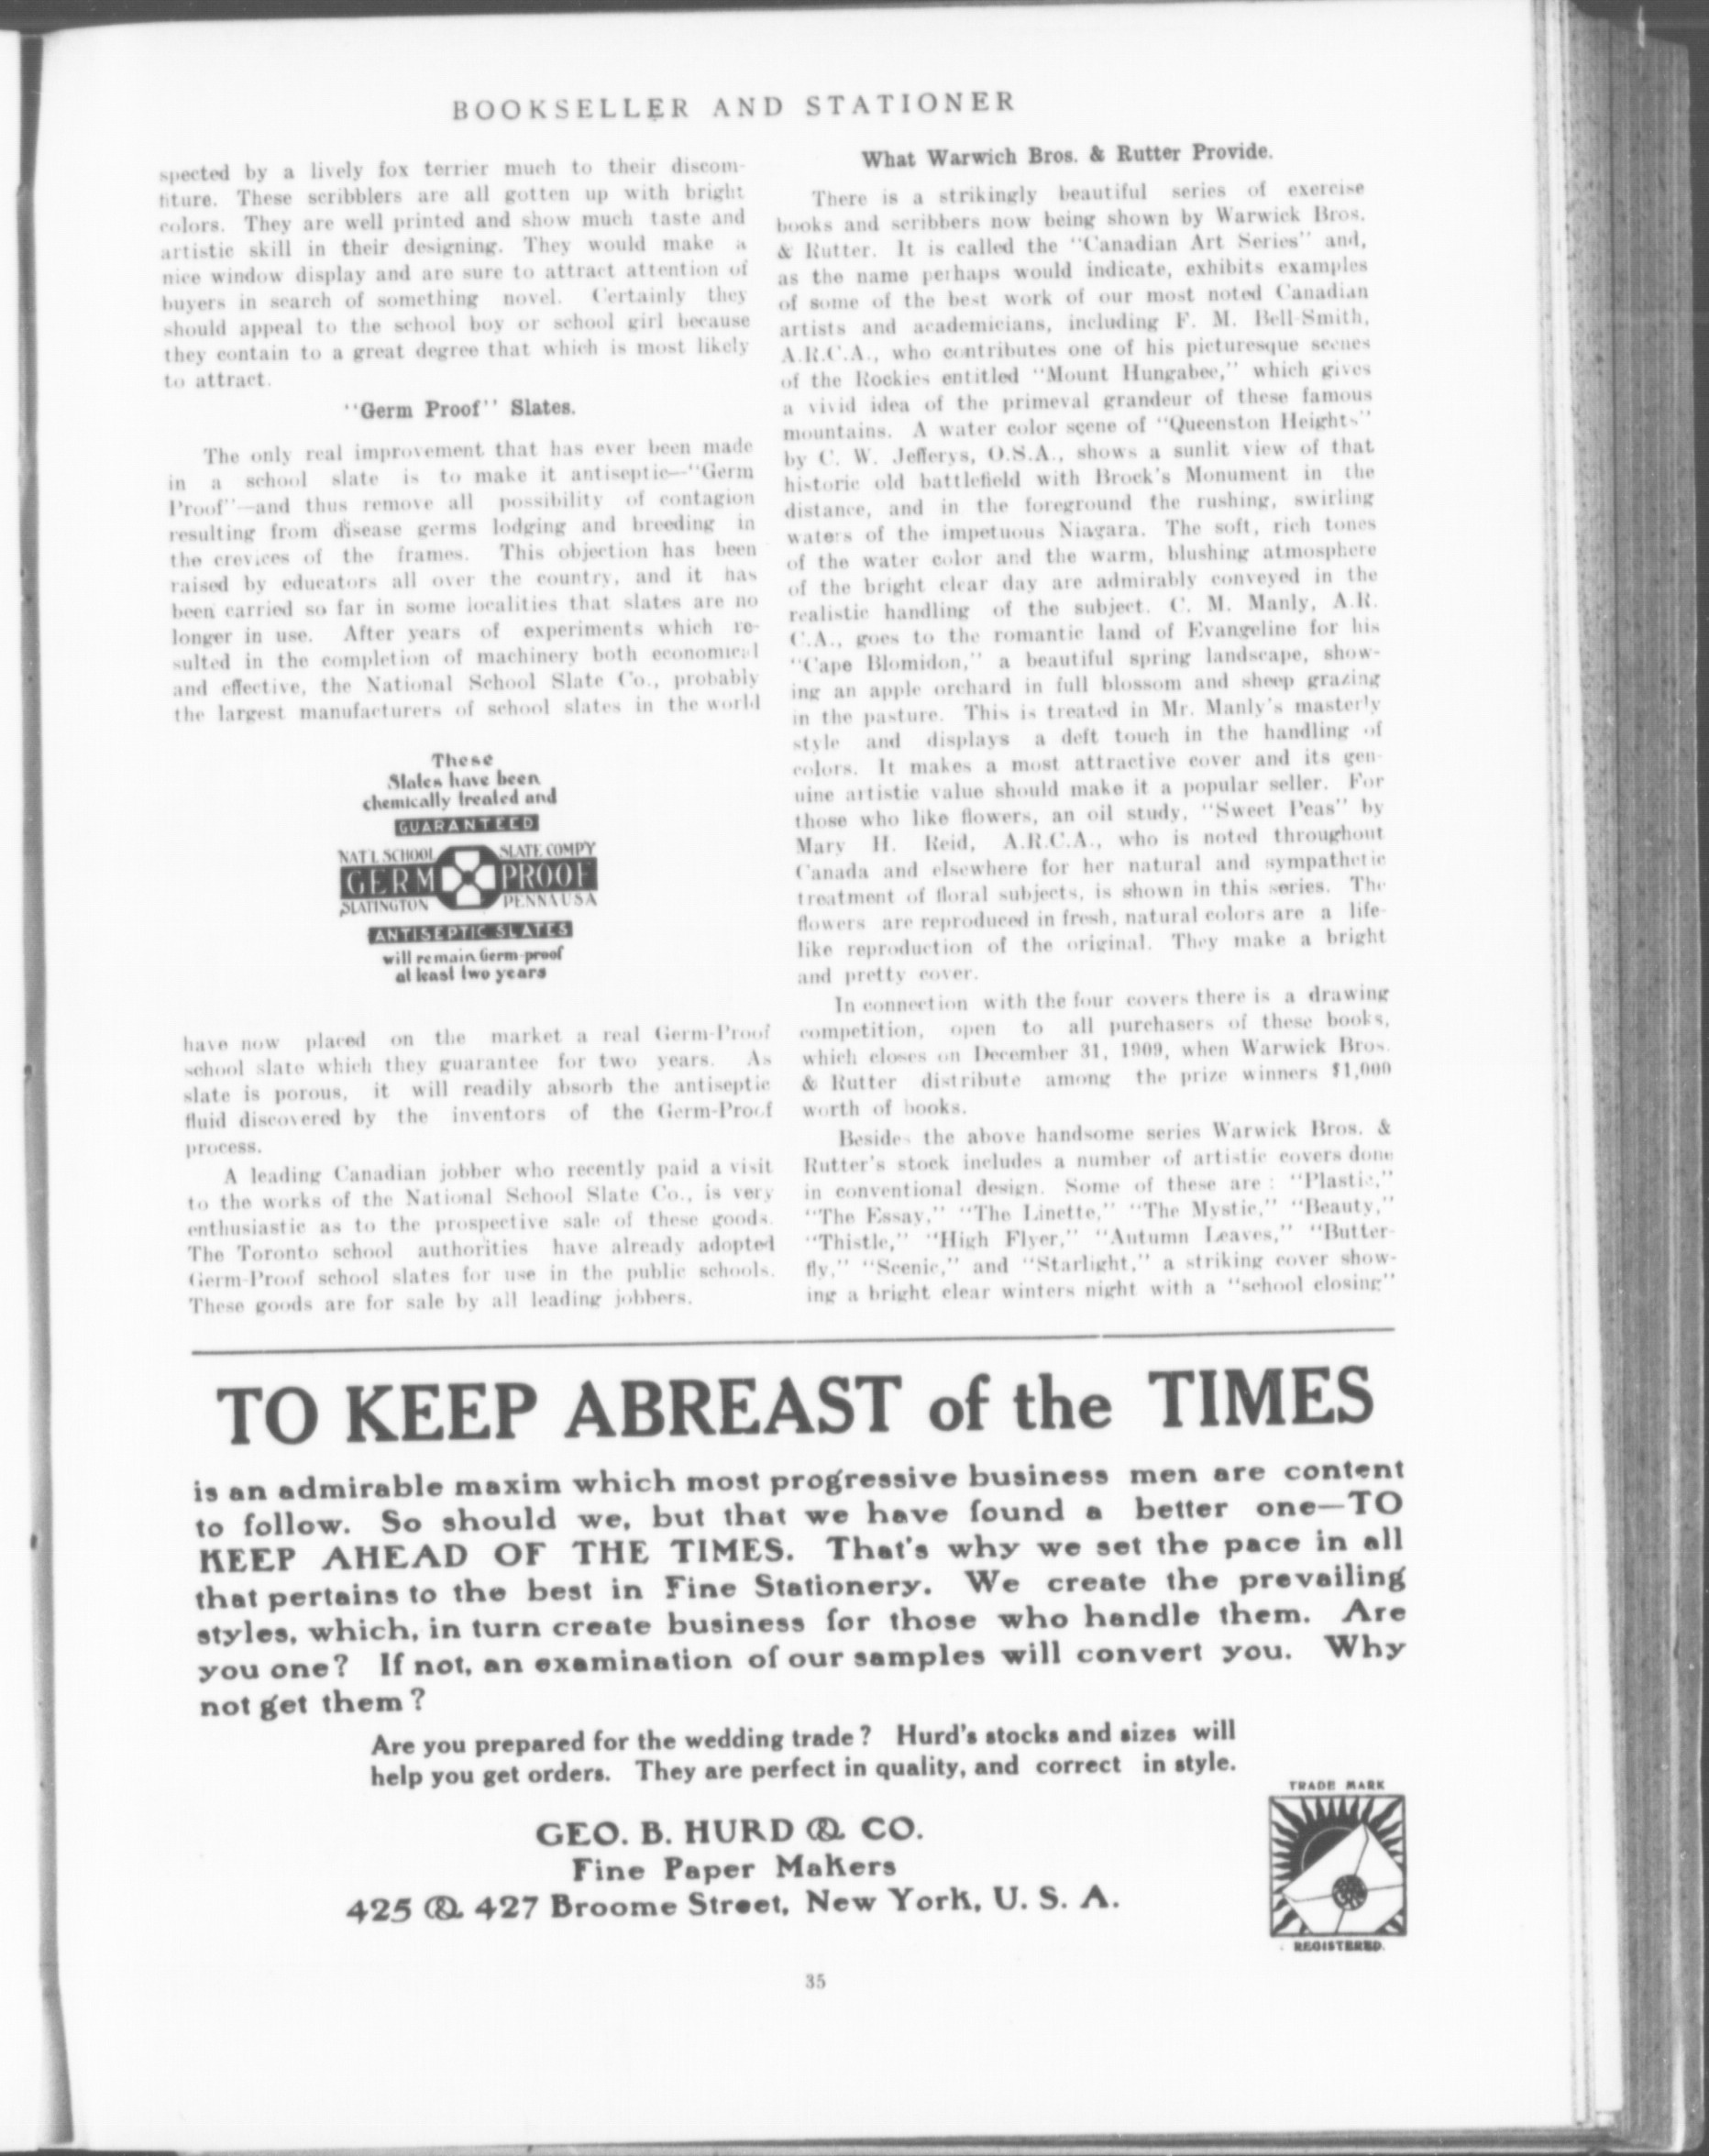 BOOKSELLER AND STATIONER
spected by a lively fox terrier much to their discom-
fiture. These scribblers are all gotten up with bright
colors. They are well printed and show much taste and
artistic skill in their designing. They would make a
nice window display and are sure to attract attention of
buyers in search of something novel. Certainly they
should appeal to the school boy or school girl because
they contain to a great degree that which is most likely
to attract.
"Germ Proof" Slates.
The only real improvement that has ever been made
in a school slate is to make it antiseptic—"Germ
Proof"—and thus remove all possibility of contagion
resulting from disease germs lodging and breeding in
the crevices of the frames. This objection has been
raised by educators all over the country, and it has
been carried so far in some localities that slates are no
longer in use. After years of experiments which re-
sulted in the completion of machinery both economical
and effective, the National School Slate Co., probably
the largest manufacturers of school slates in the world
These
Slates have been
chemically treated and
GUARANTEED
NAT'L SCHOOL SLATE COMPY
GERM PROOF
SLATINGTON PENNA USA
ANTISEPTIC SLATES
will remain Germ-proof
at least two years
have now placed on the market a real Germ-Proof
school slate which they guarantee for two years. As
slate is porous, it will readily absorb the antiseptic
fluid discovered by the inventors of the Germ-Proof
process.
A leading Canadian jobber who recently paid a visit
to the works of the National School Slate Co., is very
enthusiastic as to the prospective sale of these goods.
The Toronto school authorities have already adopted
Germ-Proof school slates for use in the public schools.
These goods are for sale by all leading jobbers.
What Warwich Bros. & Rutter Provide.
There is a strikingly beautiful series of exercise
books and scribbers now being shown by Warwick Bros.
& Rutter. It is called the "Canadian Art Series" and,
as the name perhaps would indicate, exhibits examples
of some of the best work of our most noted Canadian
artists and academicians, including F. M. Bell-Smith,
A.R.C.A., who contributes one of his picturesque scenes
of the Rockies entitled "Mount Hungabee," which gives
a vivid idea of the primeval grandeur of these famous
mountains. A water color scene of "Queenston Heights"
by C. W. Jefferys, O.S.A., shows a sunlit view of that
historic old battlefield with Brock's Monument in the
distance, and in the foreground the rushing, swirling
waters of the impetuous Niagara. The soft, rich tones
of the water color and the warm, blushing atmosphere
of the bright clear day are admirably conveyed in the
realistic handling of the subject. C. M. Manly, A.R.
C.A., goes to the romantic land of Evangeline for his
"Cape Blomidon," a beautiful spring landscape, show-
ing an apple orchard in full blossom and sheep grazing
in the pasture. This is treated in Mr. Manly's masterly
style and displays a deft touch in the handling of
colors. It makes a most attractive cover and its gen-
uine artistic value should make it a popular seller. For
those who like flowers, an oil study, "Sweet Peas" by
Mary H. Reid, A.R.C.A., who is noted throughout
Canada and elsewhere for her natural and sympathetic
treatment of floral subjects, is shown in this series. The
flowers are reproduced in fresh, natural colors are a life-
like reproduction of the original. They make a bright
and pretty cover.
In connection with the four covers there is a drawing
competition, open to all purchasers of these books,
which closes on December 31, 1909, when Warwick Bros.
& Rutter distribute among the prize winners $1,000
worth of books.
Besides the above handsome series Warwick Bros. &
Rutter's stock includes a number of artistic covers done
in conventional design. Some of these are : "Plastic,"
"The Essay," "The Linette," "The Mystic," "Beauty,"
"Thistle," "High Flyer," "Autumn Leaves," "Butter-
fly," "Scenic," and "Starlight," a striking cover show-
ing a bright clear winters night with a "school closing"
TO KEEP ABREAST of the TIMES
is an admirable maxim which most progressive business men are content
to follow. So should we, but that we have found a better one—TO
KEEP AHEAD OF THE TIMES. That's why we set the pace in all
that pertains to the best in Fine Stationery. We create the prevailing
styles, which, in turn create business for those who handle them. Are
you one? If not, an examination of our samples will convert you. Why
not get them?
Are you prepared for the wedding trade? Hurd's stocks and sizes will
help you get orders. They are perfect in quality, and correct in style.
GEO. B. HURD & CO.
Fine Paper Makers
425 & 427 Broome Street, New York, U. S. A.
TRADE MARK
REGISTERED.
35